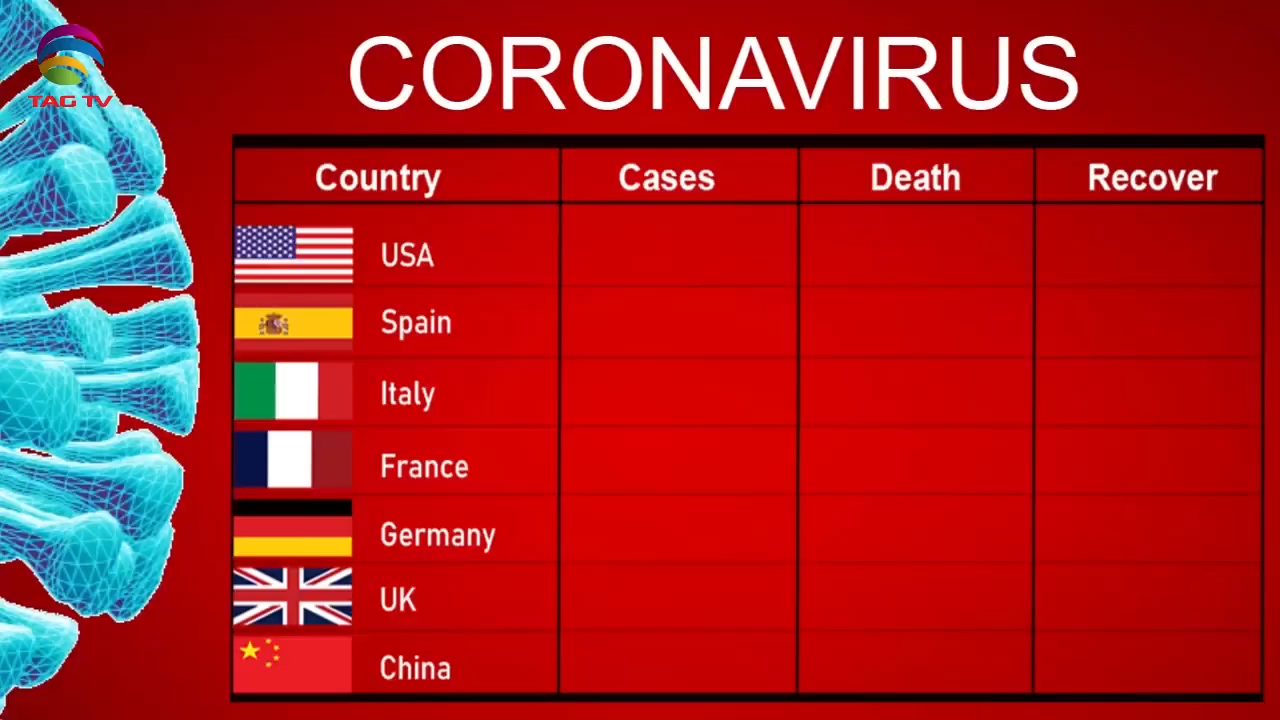 TAG TV
CORONAVIRUS
Country Cases Death Recover
USA
Spain
Italy
France
Germany
UK
China